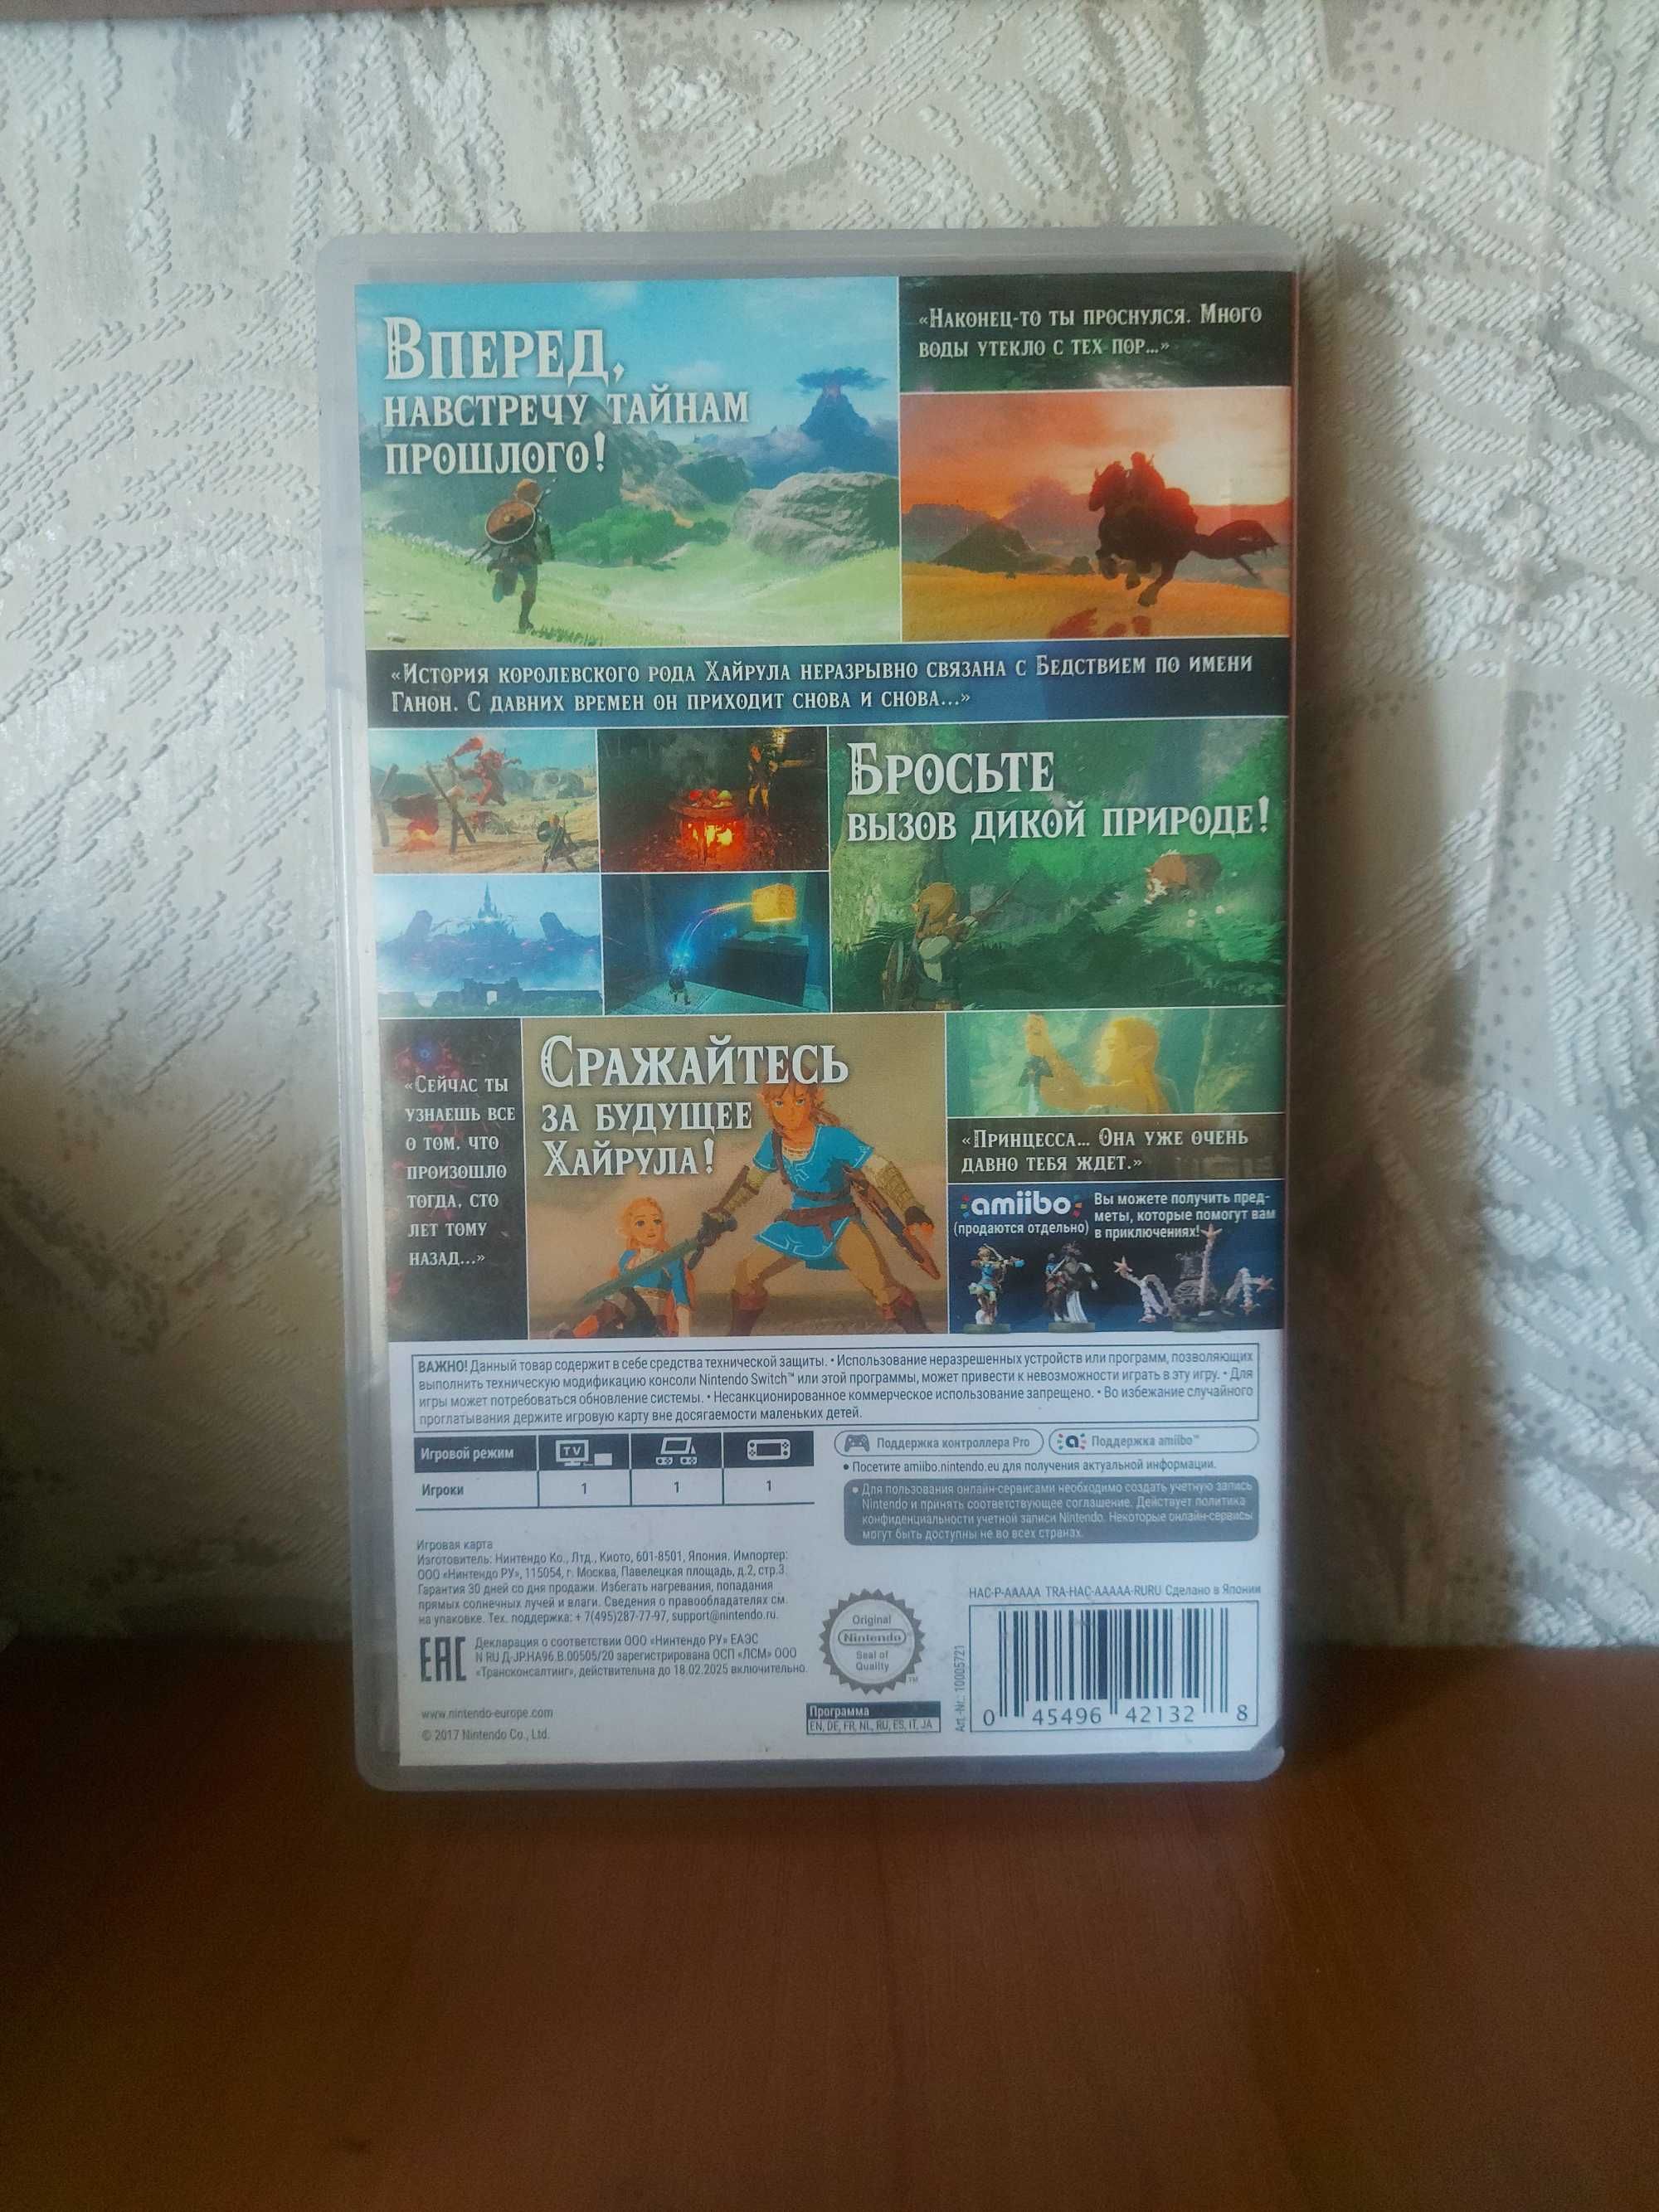 Вперед,
навстречу тайнам
прошлого!
«Наконец-то ты проснулся. Много
воды утекло с тех пор...»
«История королевского рода Хайрула неразрывно связана с Бедствием по имени
Ганон. С давних времен он приходит снова и снова...»
Бросьте
вызов дикой природе!
«Сейчас ты
узнаешь все
о том, что
произошло
тогда, сто
лет тому
назад...»
Сражайтесь
за будущее
Хайрула!
«Принцесса... Она уже очень
давно тебя ждет.»
amiibo
(продаются отдельно)
Вы можете получить пред-
меты, которые помогут вам
в приключениях!
ВАЖНО! Данный товар содержит в себе средства технической защиты. • Использование неразрешенных устройств или программ, позволяющих
выполнить техническую модификацию консоли Nintendo Switch™ или этой программы, может привести к невозможности играть в эту игру. • Для
игры может потребоваться обновление системы. • Несанкционированное коммерческое использование запрещено. • Во избежание случайного
проглатывания держите игровую карту вне досягаемости маленьких детей.
Игровой режим TV
Игроки 1 1 1
Поддержка контроллера Pro
a Поддержка amiibo™
• Посетите amiibo.nintendo.eu для получения актуальной информации.
• Для пользования онлайн-сервисами необходимо создать учетную запись
Nintendo и принять соответствующее соглашение. Действует политика
конфиденциальности учетной записи Nintendo. Некоторые онлайн-сервисы
могут быть доступны не во всех странах.
Игровая карта
Изготовитель: Нинтендо Ко., Лтд., Киото, 601-8501, Япония. Импортер:
ООО «Нинтендо РУ», 115054, г. Москва, Павелецкая площадь, д.2, стр.3.
Гарантия 30 дней со дня продажи. Избегать нагревания, попадания
прямых солнечных лучей и влаги. Сведения о правообладателях см.
на упаковке. Тех. поддержка: + 7(495)287-77-97, support@nintendo.ru.
EAC
Декларация о соответствии ООО «Нинтендо РУ» ЕАЭС
N RU Д-JP.HA96.B.00505/20 зарегистрирована ОСП «ЛСМ» ООО
«Трансконсалтинг», действительна до 18.02.2025 включительно.
www.nintendo-europe.com
© 2017 Nintendo Co., Ltd.
Original
Nintendo
Seal of
Quality
TM
Программа
EN, DE, FR, NL, RU, ES, IT, JA
HAC-P-AAAAA TRA-HAC-AAAAA-RURU Сделано в Японии
Art.-Nr.: 10005721
0 45496 42132 8